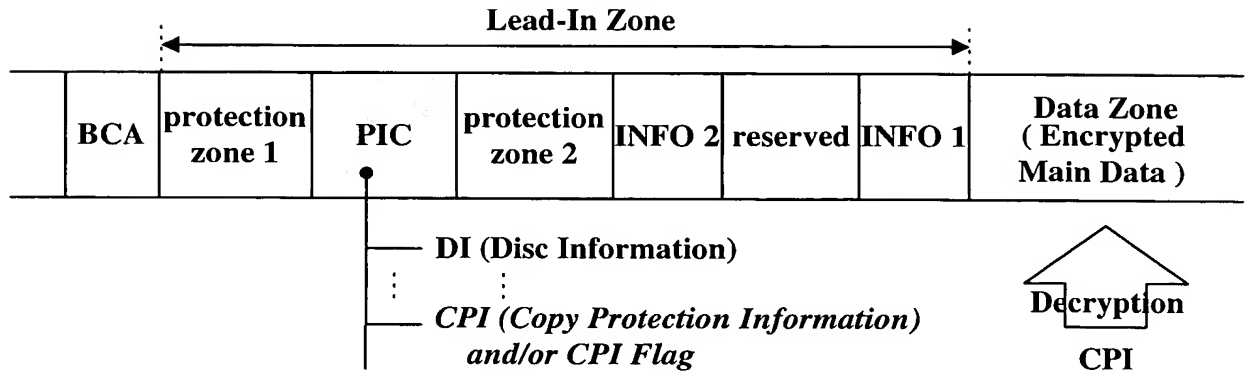 Lead-In Zone
BCA
protection
zone 1
PIC
protection
zone 2
INFO 2
reserved
INFO 1
Data Zone
( Encrypted
Main Data )
DI (Disc Information)
CPI (Copy Protection Information)
and/or CPI Flag
Decryption
CPI